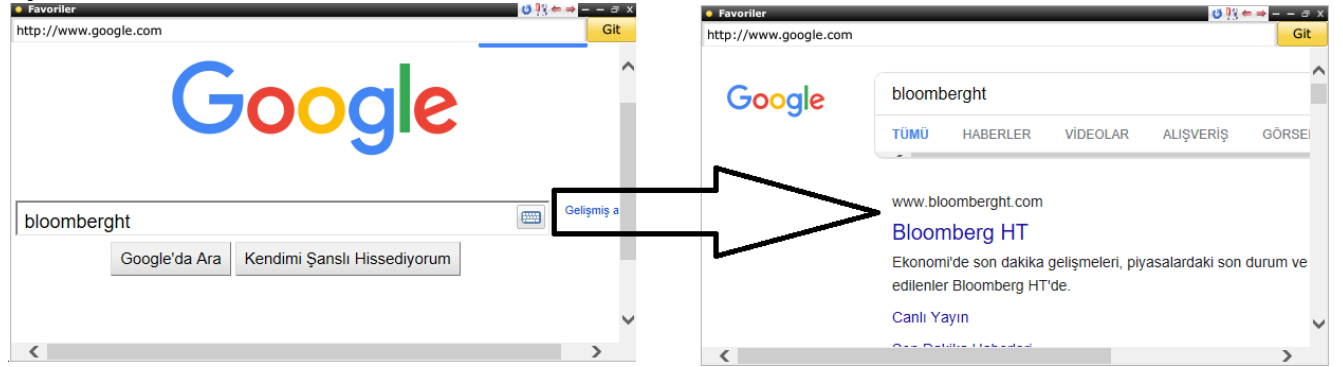 Favoriler
http://www.google.com
Git
Google
bloomberght
Gelişmiş a
Google'da Ara
Kendimi Şanslı Hissediyorum
Favoriler
http://www.google.com
Git
Google
bloomberght
TÜMÜ HABERLER VİDEOLAR ALIŞVERİŞ GÖRSEL
www.bloomberght.com
Bloomberg HT
Ekonomi'de son dakika gelişmeleri, piyasalardaki son durum ve
edilenler Bloomberg HT'de.
Canlı Yayın